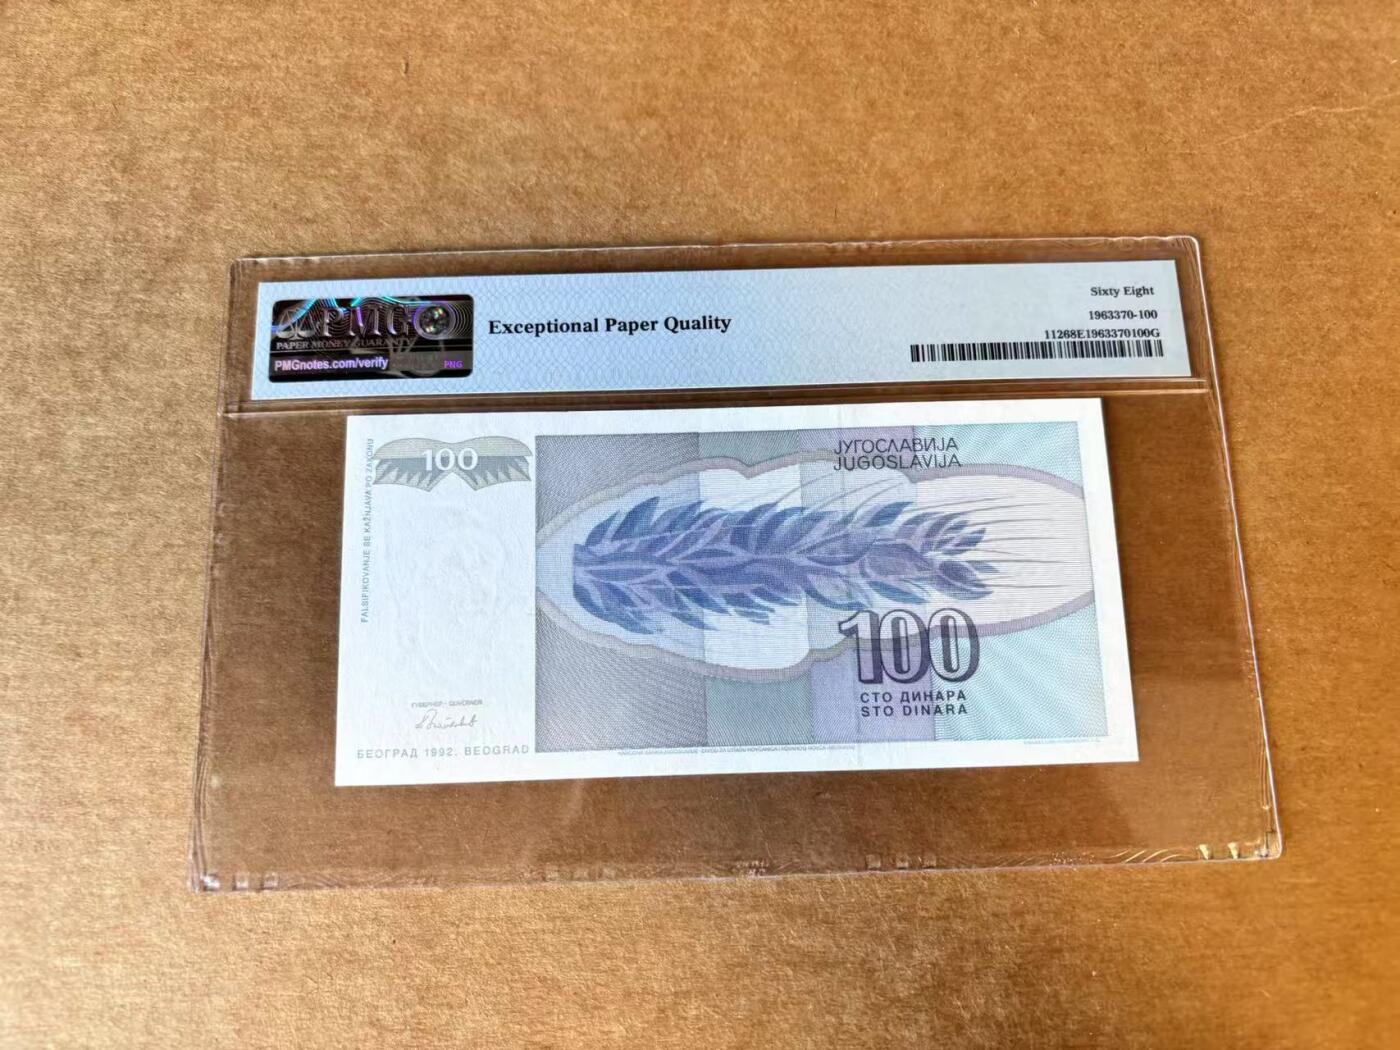 PMG
PAPER MONEY GUARANTY
PMGnotes.com/verify
PNG
Exceptional Paper Quality
Sixty Eight
1963370-100
11268E1963370100G
FALSIFIKOVANJE SE KAŽNJAVA PO ZAKONU
100
ЈУГОСЛАВИЈА
JUGOSLAVIJA
100
СТО ДИНАРА
STO DINARA
ГУВЕРНЕР - GUVERNER
БЕОГРАД 1992. BEOGRAD